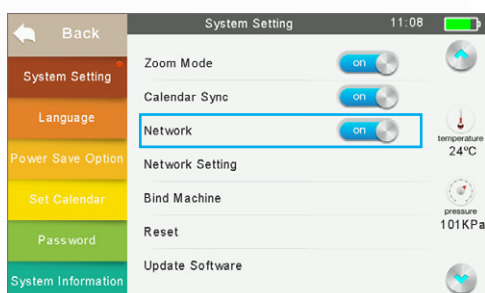 Back
System Setting 11:08
System Setting
Language
Power Save Option
Set Calendar
Password
System Information
Zoom Mode on
Calendar Sync on
Network on
Network Setting
Bind Machine
Reset
Update Software
temperature
24°C
pressure
101KPa